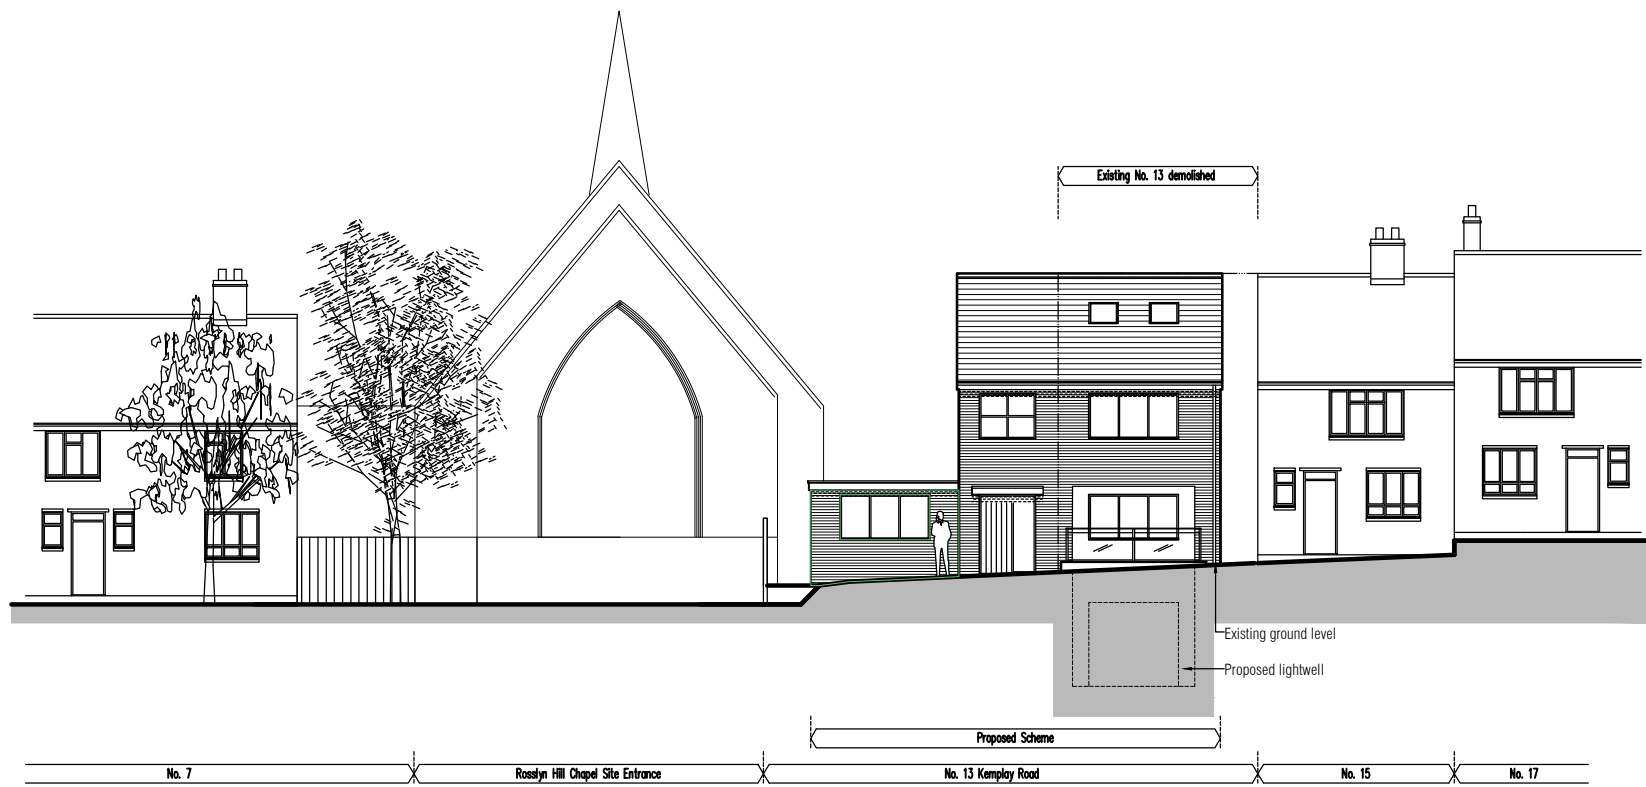 Existing No. 13 demolished
Existing ground level
Proposed lightwell
Proposed Scheme
No. 7
Rosslyn Hill Chapel Site Entrance
No. 13 Kemplay Road
No. 15
No. 17